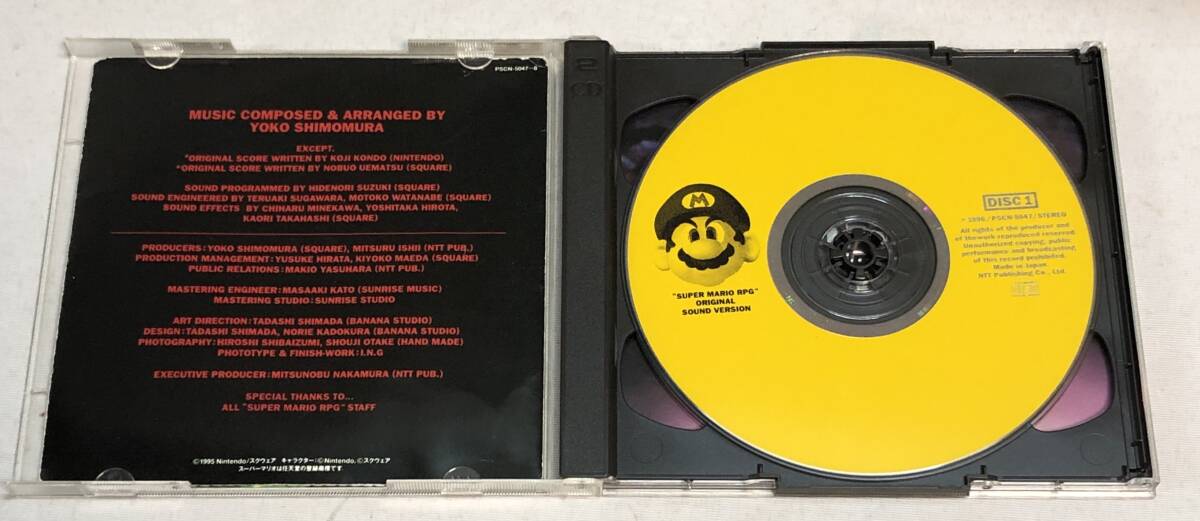 PSCN-5047~8
MUSIC COMPOSED & ARRANGED BY
YOKO SHIMOMURA
EXCEPT.
*ORIGINAL SCORE WRITTEN BY KOJI KONDO (NINTENDO)
*ORIGINAL SCORE WRITTEN BY NOBUO UEMATSU (SQUARE)
SOUND PROGRAMMED BY HIDENORI SUZUKI (SQUARE)
SOUND ENGINEERED BY TERUAKI SUGAWARA, MOTOKO WATANABE (SQUARE)
SOUND EFFECTS BY CHIHARU MINEKAWA, YOSHITAKA HIROTA,
KAORI TAKAHASHI (SQUARE)
PRODUCERS:YOKO SHIMOMURA (SQUARE), MITSURU ISHII (NTT PUB.)
PRODUCTION MANAGEMENT:YUSUKE HIRATA, KIYOKO MAEDA (SQUARE)
PUBLIC RELATIONS:MAKIO YASUHARA (NTT PUB.)
MASTERING ENGINEER:MASAAKI KATO (SUNRISE MUSIC)
MASTERING STUDIO:SUNRISE STUDIO
ART DIRECTION:TADASHI SHIMADA (BANANA STUDIO)
DESIGN:TADASHI SHIMADA, NORIE KADOKURA (BANANA STUDIO)
PHOTOGRAPHY:HIROSHI SHIBAIZUMI, SHOUJI OTAKE (HAND MADE)
PHOTOTYPE & FINISH-WORK:I.N.G
EXECUTIVE PRODUCER:MITSUNOBU NAKAMURA (NTT PUB.)
SPECIAL THANKS TO...
ALL "SUPER MARIO RPG" STAFF
©1995 Nintendo/スクウェア キャラクター:©Nintendo,©スクウェア
スーパーマリオは任天堂の登録商標です。
2
CD
M
"SUPER MARIO RPG"
ORIGINAL
SOUND VERSION
DISC 1
1996/PSCN-5047/STEREO
All rights of the producer and
of the work reproduced reserved.
Unauthorized copying, public
performance and broadcasting
of this record prohibited.
Made in Japan.
NTT Publishing Co., Ltd.